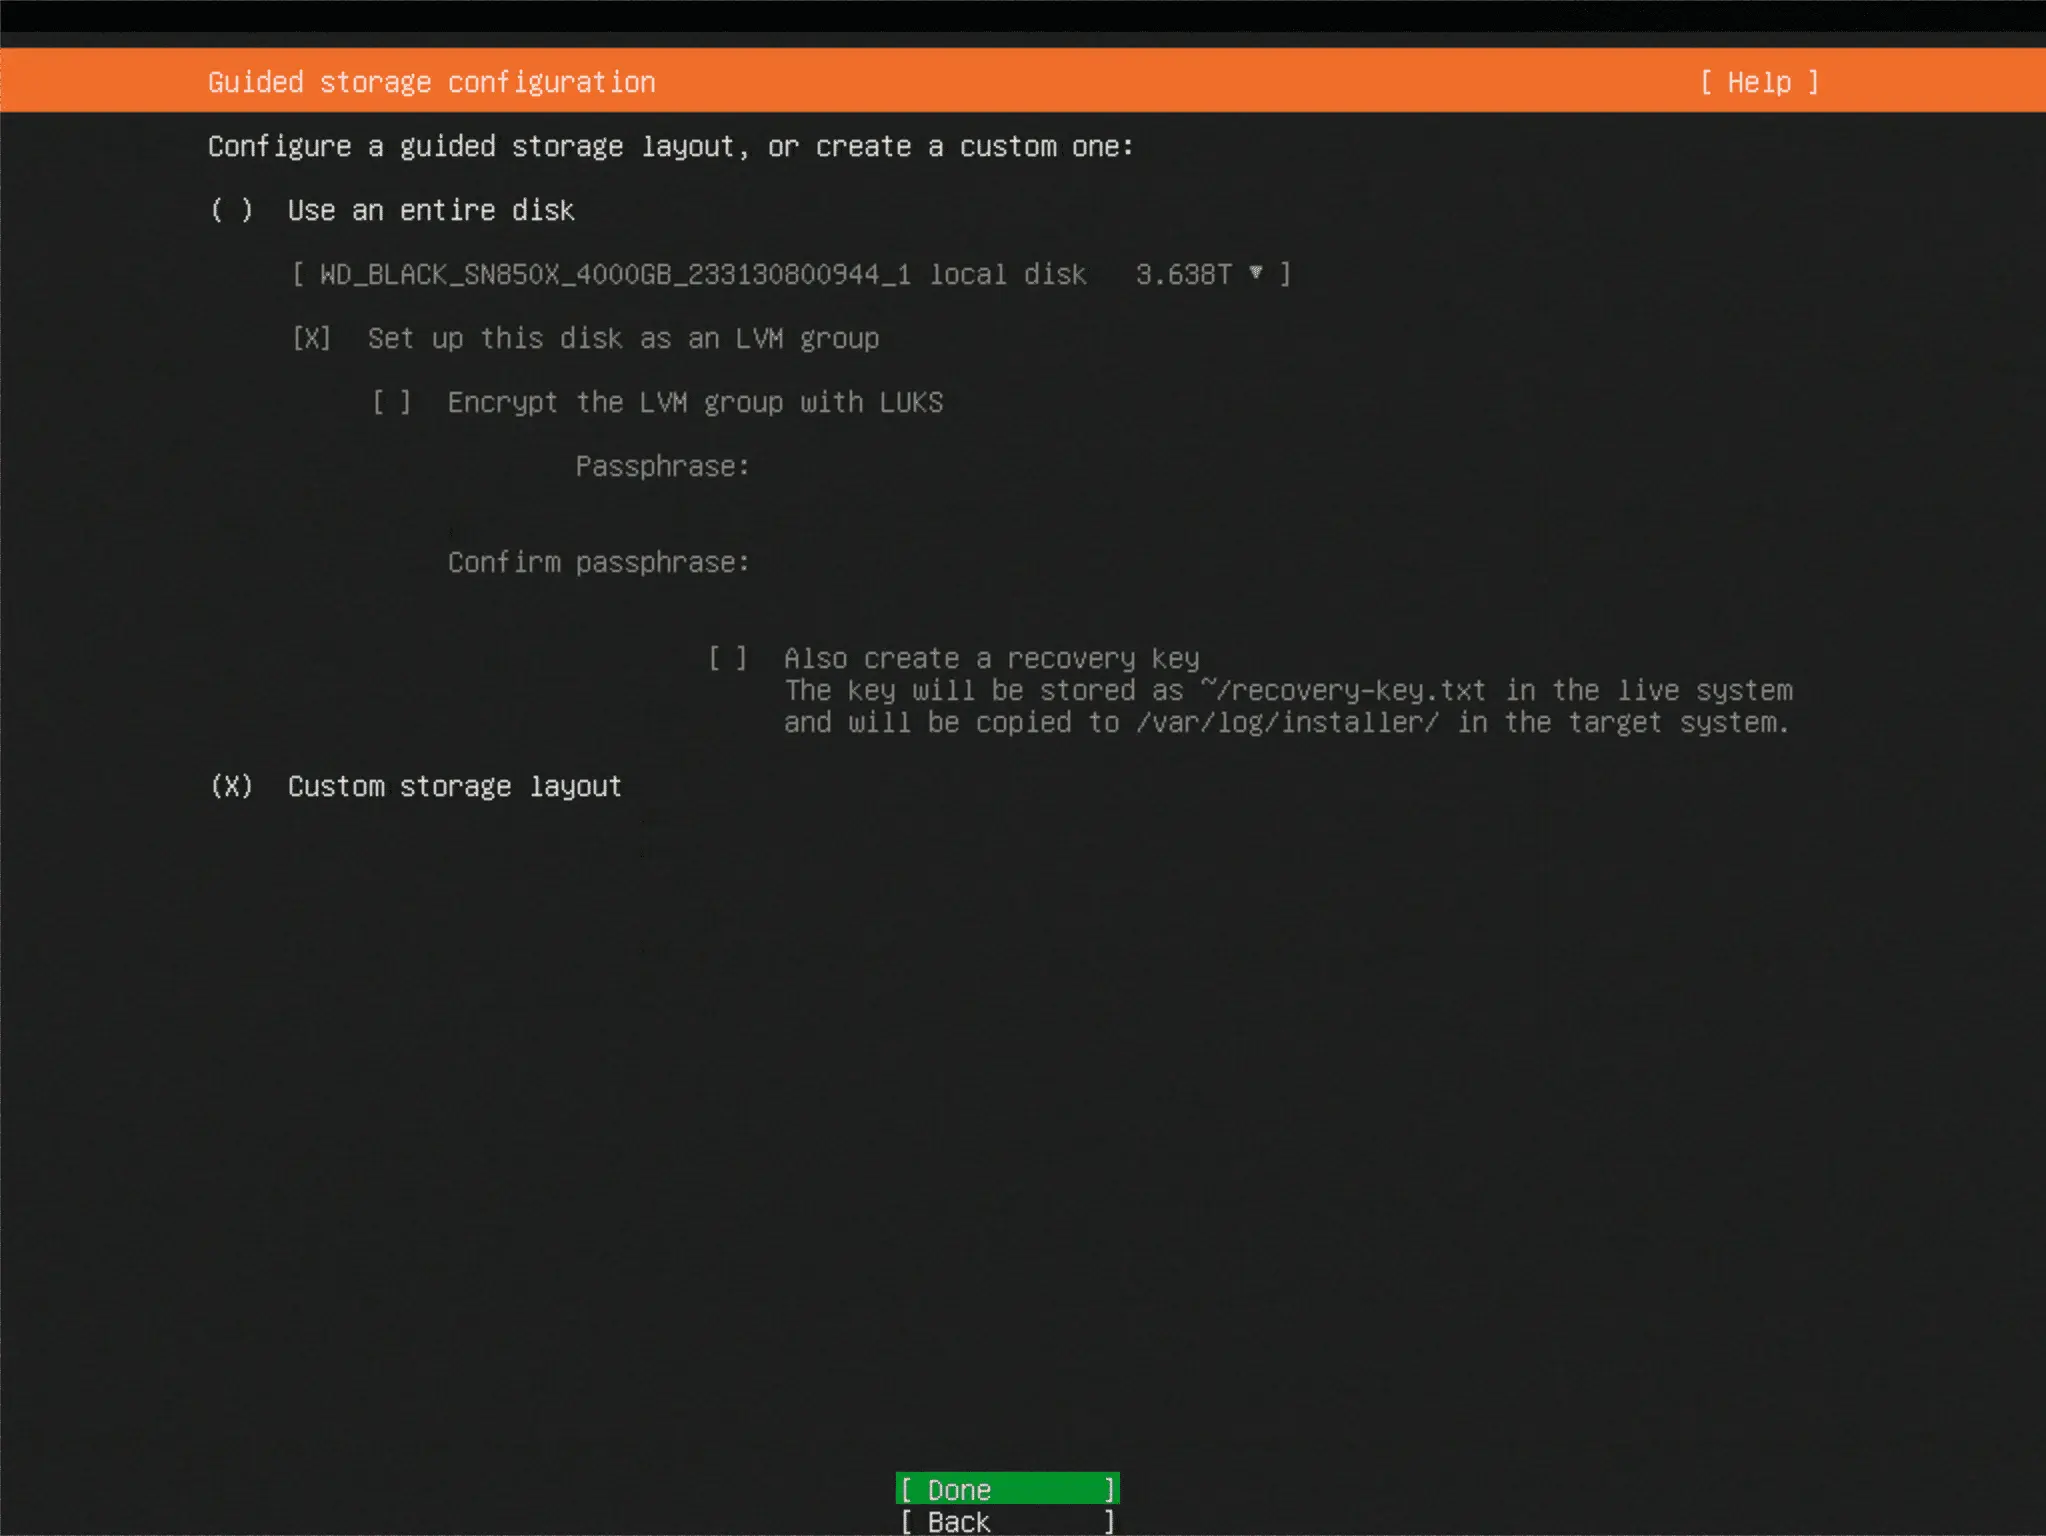 Guided storage configuration [ Help ]
Configure a guided storage layout, or create a custom one:
( ) Use an entire disk
[ WD_BLACK_SN850X_4000GB_233130800944_1 local disk 3.638T ▾ ]
[X] Set up this disk as an LVM group
[ ] Encrypt the LVM group with LUKS
Passphrase:
Confirm passphrase:
[ ] Also create a recovery key
The key will be stored as ~/recovery-key.txt in the live system
and will be copied to /var/log/installer/ in the target system.
(X) Custom storage layout
[ Done ]
[ Back ]